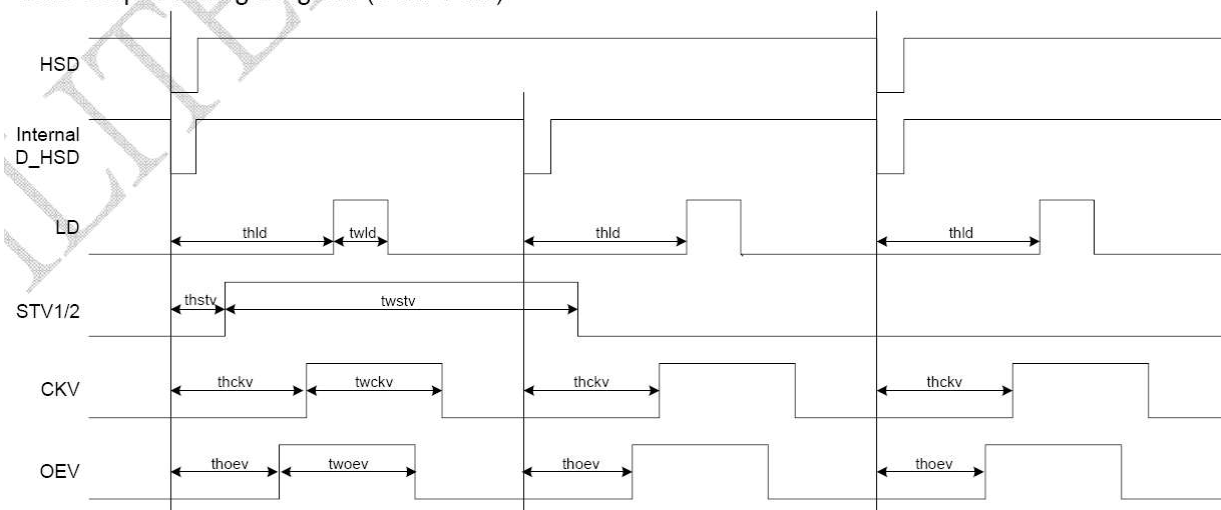 HSD
Internal
D_HSD
LD
thld
twld
thld
thld
STV1/2
thstv
twstv
CKV
thckv
twckv
thckv
thckv
OEV
thoev
twoev
thoev
thoev